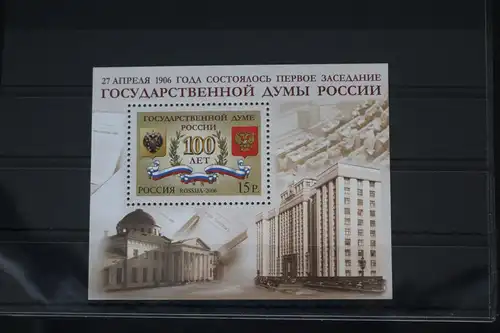 27 АПРЕЛЯ 1906 ГОДА СОСТОЯЛОСЬ ПЕРВОЕ ЗАСЕДАНИЕ
ГОСУДАРСТВЕННОЙ ДУМЫ РОССИИ
ГОСУДАРСТВЕННОЙ ДУМЕ
РОССИИ
100
ЛЕТ
РОССИЯ ROSSIJA·2006 15 Р.